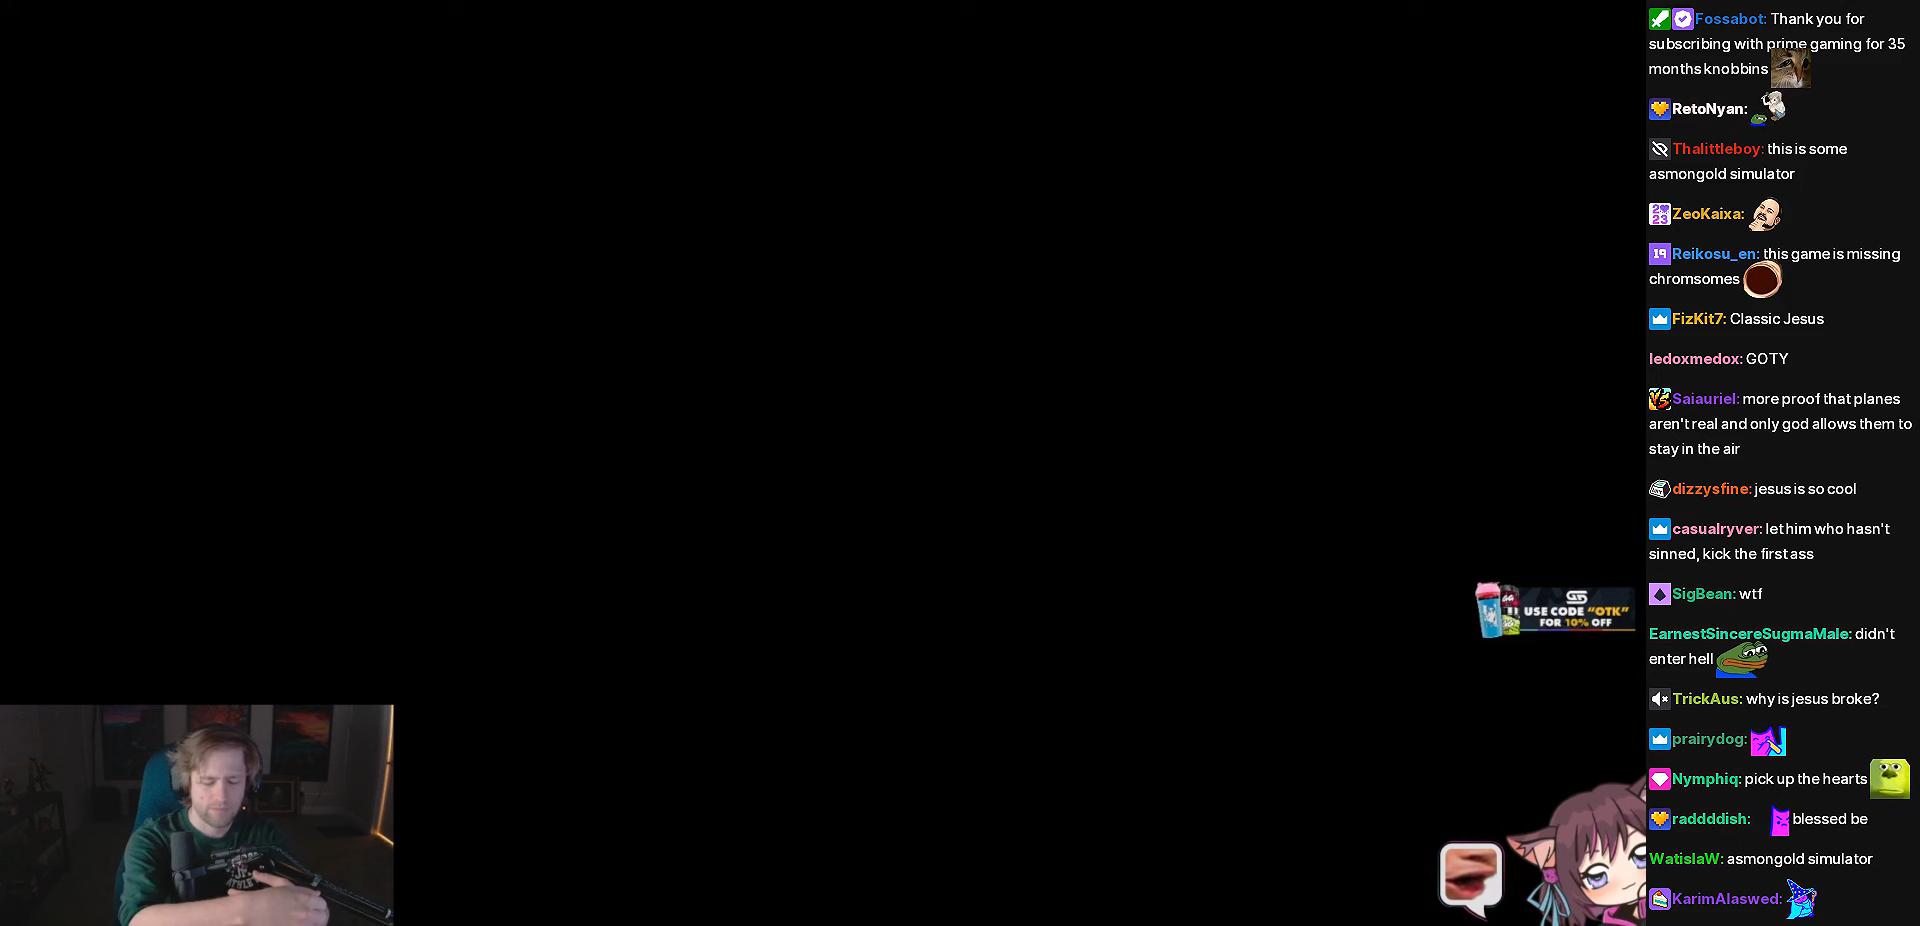 Fossabot: Thank you for
subscribing with prime gaming for 35
months knobbins
RetoNyan:
Thalittleboy: this is some
asmongold simulator
2023 ZeoKaixa:
19 Reikosu_en: this game is missing
chromsomes
FizKit7: Classic Jesus
ledoxmedox: GOTY
Saiauriel: more proof that planes
aren't real and only god allows them to
stay in the air
dizzysfine: jesus is so cool
casualryver: let him who hasn't
sinned, kick the first ass
SigBean: wtf
USE CODE "OTK"
FOR 10% OFF
EarnestSincereSugmaMale: didn't
enter hell
TrickAus: why is jesus broke?
prairydog:
Nymphiq: pick up the hearts
raddddish: blessed be
WatislaW: asmongold simulator
KarimAlaswed: